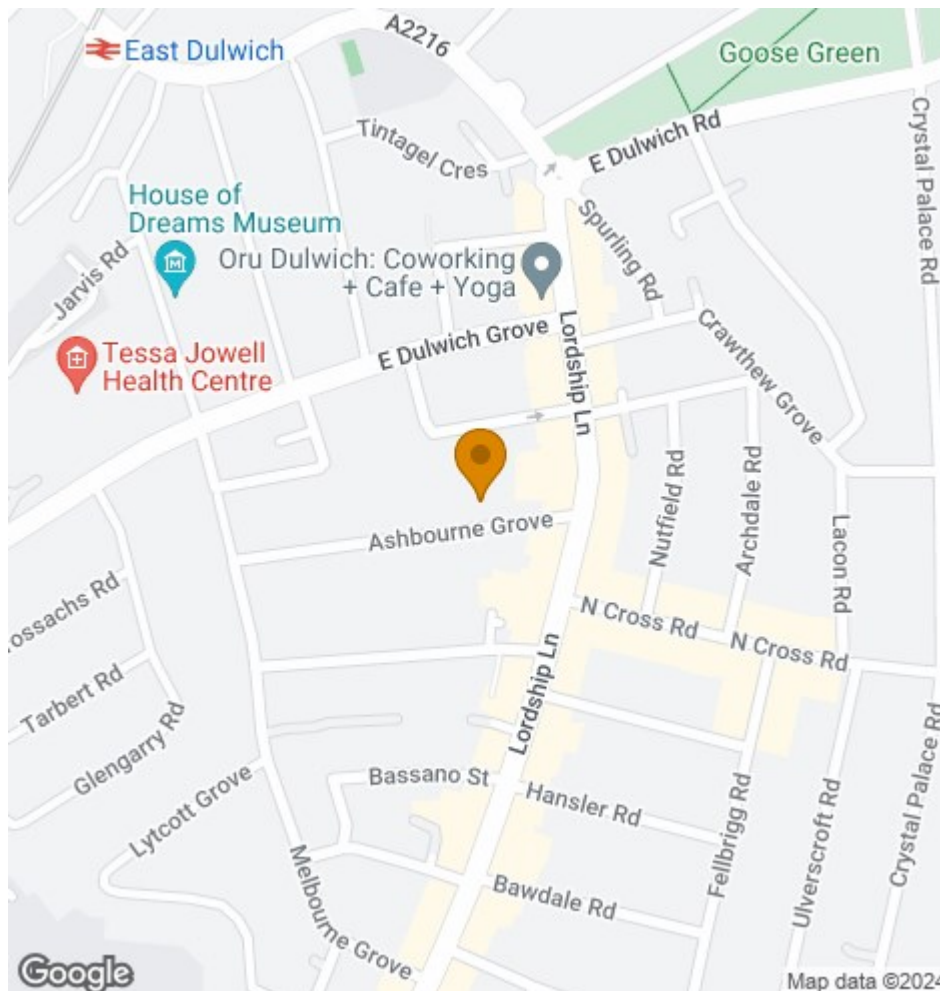 East Dulwich
A2216
Goose Green
Tintagel Cres
E Dulwich Rd
Crystal Palace Rd
House of
Dreams Museum
Jarvis Rd
Oru Dulwich: Coworking
+ Cafe + Yoga
Spurling Rd
Tessa Jowell
Health Centre
E Dulwich Grove
Lordship Ln
Crawthew Grove
Nutfield Rd
Archdale Rd
Lacon Rd
Ashbourne Grove
ossachs Rd
N Cross Rd
N Cross Rd
Tarbert Rd
Glengarry Rd
Lordship Ln
Lytcott Grove
Bassano St
Hansler Rd
Fellbrigg Rd
Ulverscroft Rd
Crystal Palace Rd
Melbourne Grove
Bawdale Rd
Google
Map data ©2024